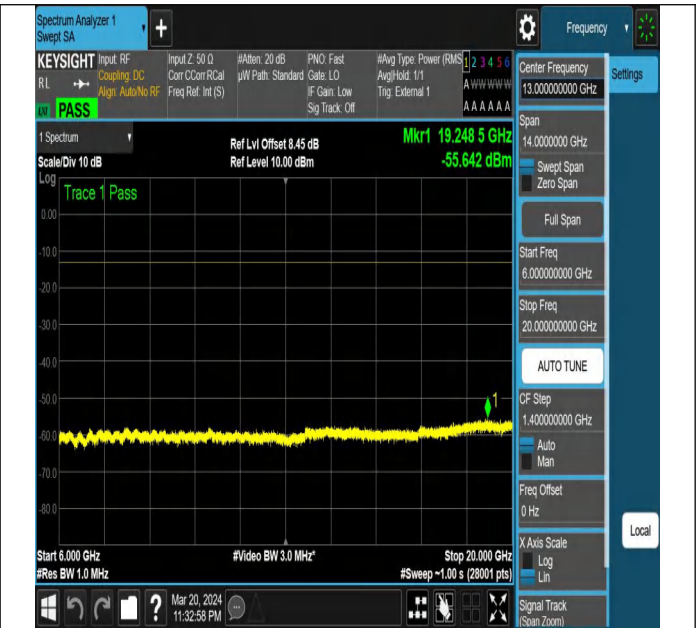 Spectrum Analyzer 1
Swept SA
Frequency
KEYSIGHT
RL
PASS
Input: RF
Coupling: DC
Align: Auto/No RF
Input Z: 50 Ω
Corr CCorr RCal
Freq Ref: Int (S)
#Atten: 20 dB
µW Path: Standard
PNO: Fast
Gate: LO
IF Gain: Low
Sig Track: Off
#Avg Type: Power (RMS
Avg|Hold: 1/1
Trig: External 1
1 2 3 4 5 6
A W W W W W
A A A A A A
1 Spectrum
Scale/Div 10 dB
Ref Lvl Offset 8.45 dB
Ref Level 10.00 dBm
Mkr1 19.248 5 GHz
-55.642 dBm
Log
Trace 1 Pass
0.00
-10.0
-20.0
-30.0
-40.0
-50.0
-60.0
-70.0
-80.0
1
Start 6.000 GHz
#Res BW 1.0 MHz
#Video BW 3.0 MHz*
Stop 20.000 GHz
#Sweep ~1.00 s (28001 pts)
Mar 20, 2024
11:32:58 PM
?
Center Frequency
13.000000000 GHz
Settings
Span
14.0000000 GHz
Swept Span
Zero Span
Full Span
Start Freq
6.000000000 GHz
Stop Freq
20.000000000 GHz
AUTO TUNE
CF Step
1.400000000 GHz
Auto
Man
Freq Offset
0 Hz
X Axis Scale
Log
Lin
Signal Track
(Span Zoom)
Local